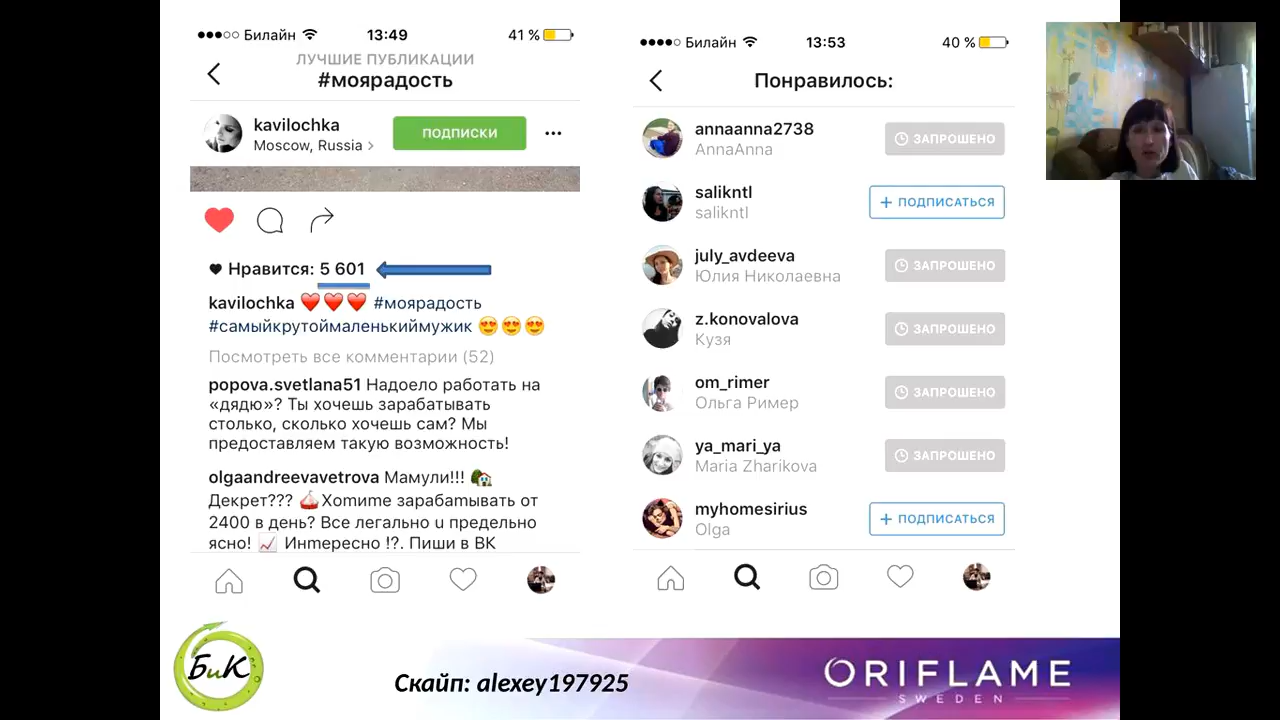 Билайн 13:49 41 %
ЛУЧШИЕ ПУБЛИКАЦИИ
#моярадость
kavilochka
Moscow, Russia
ПОДПИСКИ
Нравится: 5 601
kavilochka ❤️❤️❤️ #моярадость
#самыйкрутоймаленькиймужик 😍😍😍
Посмотреть все комментарии (52)
popova.svetlana51 Надоело работать на
«дядю»? Ты хочешь зарабатывать
столько, сколько хочешь сам? Мы
предоставляем такую возможность!
olgaandreevavetrova Мамули!!! 🏡
Декрет??? ⛵Хотите зарабатывать от
2400 в день? Все легально и предельно
ясно! 📈 Интересно !?. Пиши в ВК
Билайн 13:53 40 %
Понравилось:
annaanna2738
AnnaAnna
ЗАПРОШЕНО
salikntl
salikntl
+ ПОДПИСАТЬСЯ
july_avdeeva
Юлия Николаевна
ЗАПРОШЕНО
z.konovalova
Кузя
ЗАПРОШЕНО
om_rimer
Ольга Ример
ЗАПРОШЕНО
ya_mari_ya
Maria Zharikova
ЗАПРОШЕНО
myhomesirius
Olga
+ ПОДПИСАТЬСЯ
БиК
Скайп: alexey197925
ORIFLAME
SWEDEN